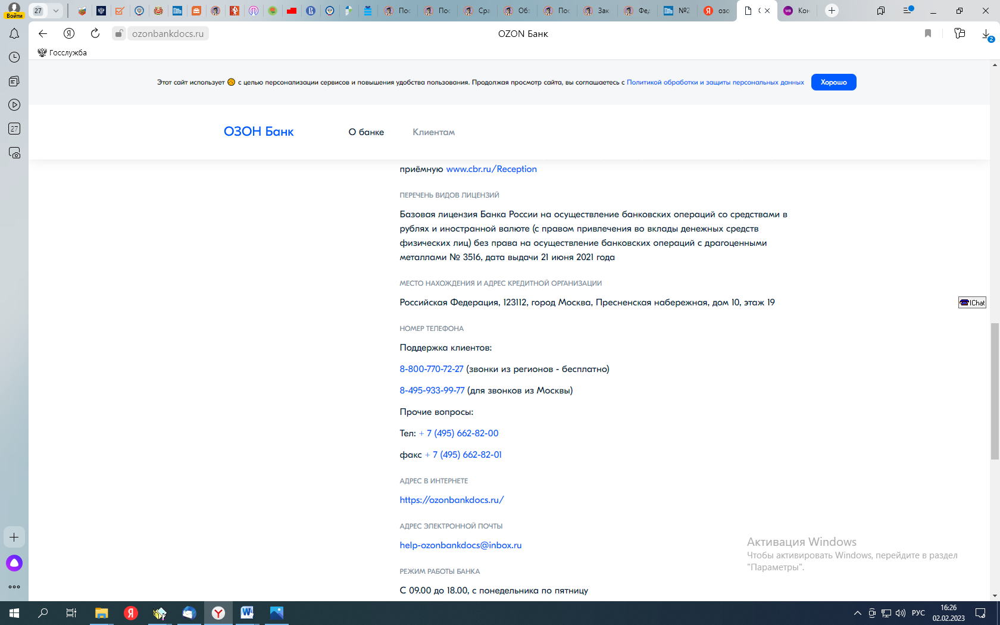 27
Пос
Пос
Сра
Обз
Пос
Зак
Фед
№2
озо
Кон
Войти
ozonbankdocs.ru
OZON Банк
2
Госслужба
Этот сайт использует с целью персонализации сервисов и повышения удобства пользования. Продолжая просмотр сайта, вы соглашаетесь с Политикой обработки и защиты персональных данных
Хорошо
27
ОЗОН Банк
О банке
Клиентам
приёмную www.cbr.ru/Reception
ПЕРЕЧЕНЬ ВИДОВ ЛИЦЕНЗИЙ
Базовая лицензия Банка России на осуществление банковских операций со средствами в
рублях и иностранной валюте (с правом привлечения во вклады денежных средств
физических лиц) без права на осуществление банковских операций с драгоценными
металлами № 3516, дата выдачи 21 июня 2021 года
МЕСТО НАХОЖДЕНИЯ И АДРЕС КРЕДИТНОЙ ОРГАНИЗАЦИИ
Российская Федерация, 123112, город Москва, Пресненская набережная, дом 10, этаж 19
IChat
НОМЕР ТЕЛЕФОНА
Поддержка клиентов:
8-800-770-72-27 (звонки из регионов - бесплатно)
8-495-933-99-77 (для звонков из Москвы)
Прочие вопросы:
Тел: + 7 (495) 662-82-00
факс + 7 (495) 662-82-01
АДРЕС В ИНТЕРНЕТЕ
https://ozonbankdocs.ru/
АДРЕС ЭЛЕКТРОННОЙ ПОЧТЫ
help-ozonbankdocs@inbox.ru
РЕЖИМ РАБОТЫ БАНКА
С 09.00 до 18.00, с понедельника по пятницу
Активация Windows
Чтобы активировать Windows, перейдите в раздел
"Параметры".
РУС
16:26
02.02.2023